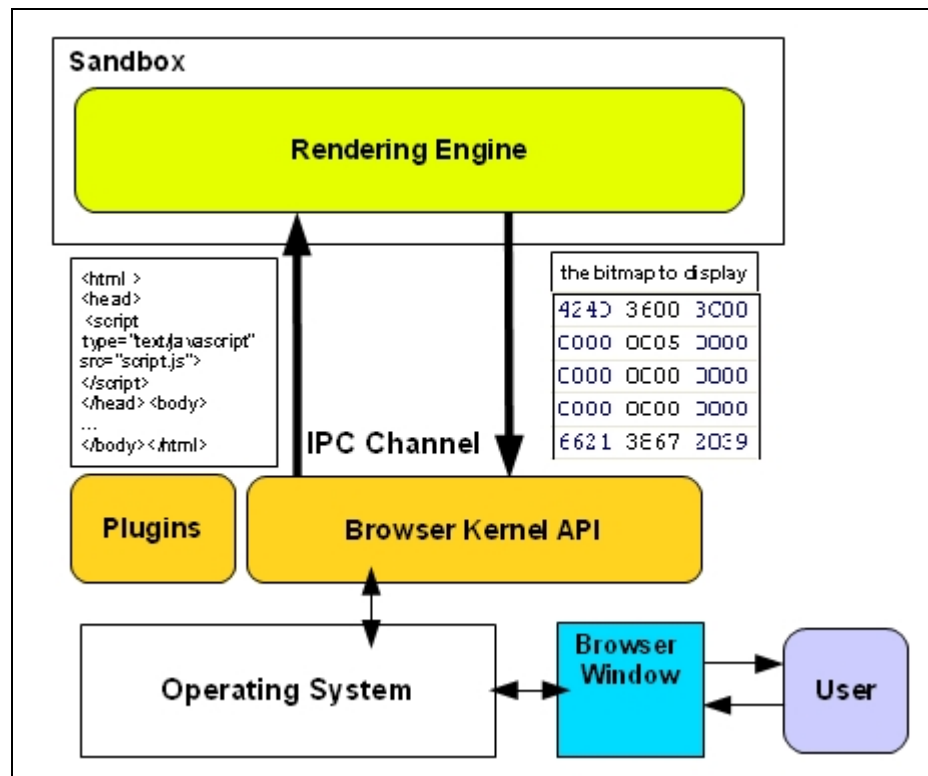 Sandbox
Rendering Engine
<html >
<head>
<script
type="text/javascript"
src="script.js">
</script>
</head> <body>
...
</body></html>
the bitmap to display
424D 3600 3C00
C000 0C05 D000
C000 0C00 D000
C000 0C00 D000
6621 3E67 2039
IPC Channel
Plugins
Browser Kernel API
Operating System
Browser
Window
User